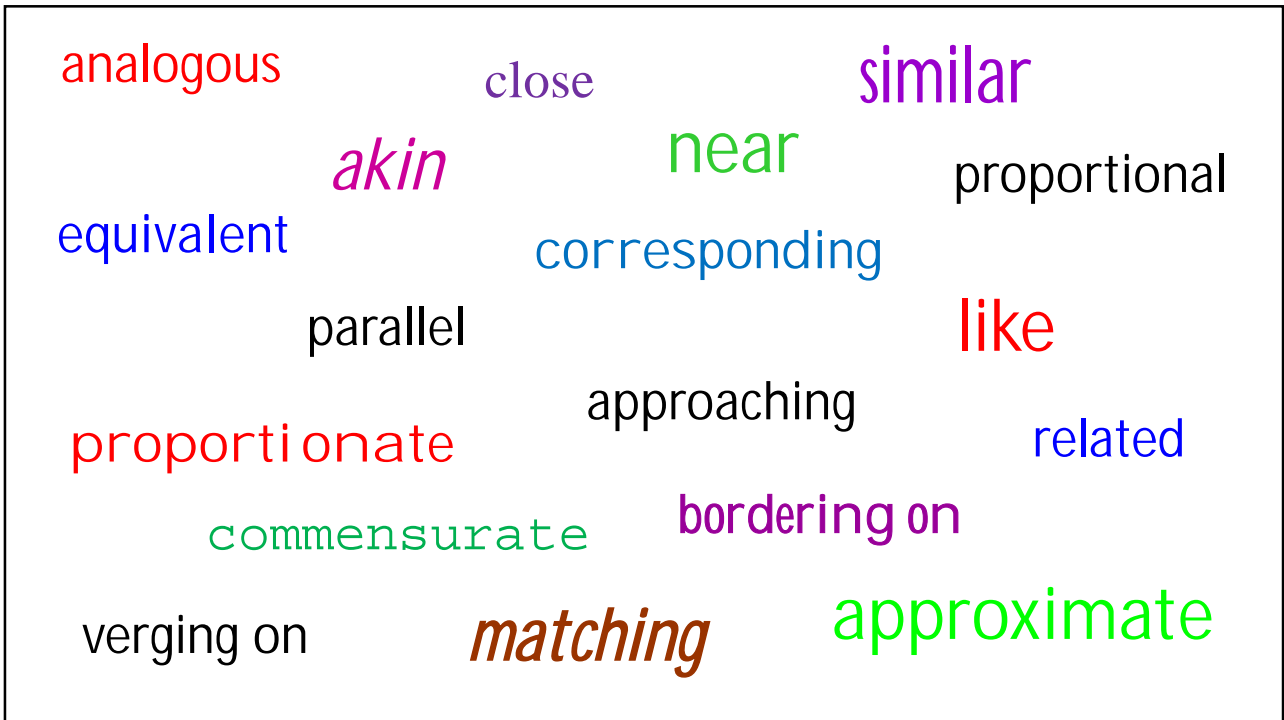 analogous
close
similar
akin
near
proportional
equivalent
corresponding
parallel
like
approaching
proportionate
related
commensurate
bordering on
verging on
matching
approximate